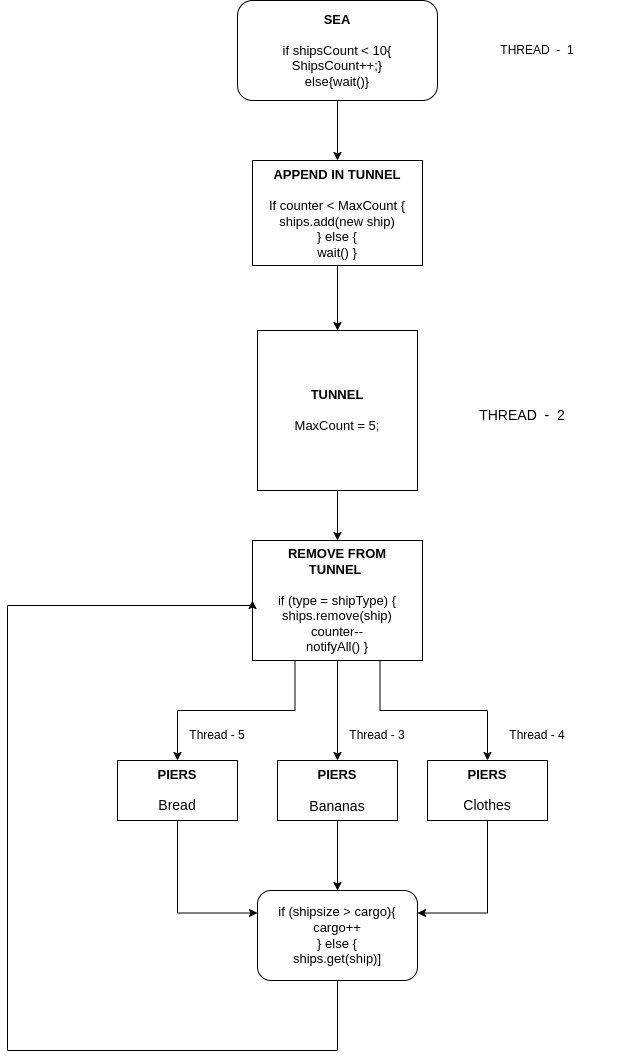 SEA
if shipsCount < 10{
ShipsCount++;}
else{wait()}
THREAD - 1
APPEND IN TUNNEL
If counter < MaxCount {
ships.add(new ship)
} else {
wait() }
TUNNEL
MaxCount = 5;
THREAD - 2
REMOVE FROM
TUNNEL
if (type = shipType) {
ships.remove(ship)
counter--
notifyAll() }
Thread - 5
Thread - 3
Thread - 4
PIERS
Bread
PIERS
Bananas
PIERS
Clothes
if (shipsize > cargo){
cargo++
} else {
ships.get(ship)]